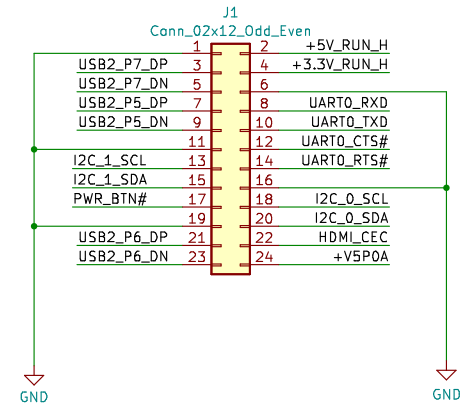 J1
Conn_02x12_Odd_Even
1 2 +5V_RUN_H
USB2_P7_DP 3 4 +3.3V_RUN_H
USB2_P7_DN 5 6
USB2_P5_DP 7 8 UART0_RXD
USB2_P5_DN 9 10 UART0_TXD
11 12 UART0_CTS#
I2C_1_SCL 13 14 UART0_RTS#
I2C_1_SDA 15 16
PWR_BTN# 17 18 I2C_0_SCL
19 20 I2C_0_SDA
USB2_P6_DP 21 22 HDMI_CEC
USB2_P6_DN 23 24 +V5P0A
GND GND